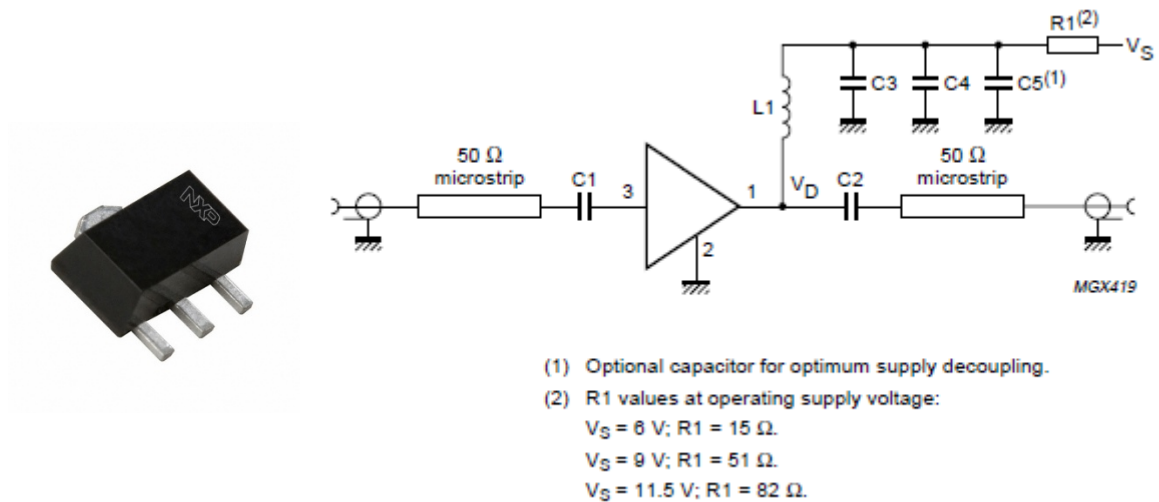 NXP
R1(2)
VS
C3
C4
C5(1)
L1
50 Ω
microstrip
C1
3
1
VD
C2
50 Ω
microstrip
2
MGX419
(1) Optional capacitor for optimum supply decoupling.
(2) R1 values at operating supply voltage:
VS = 6 V; R1 = 15 Ω.
VS = 9 V; R1 = 51 Ω.
VS = 11.5 V; R1 = 82 Ω.